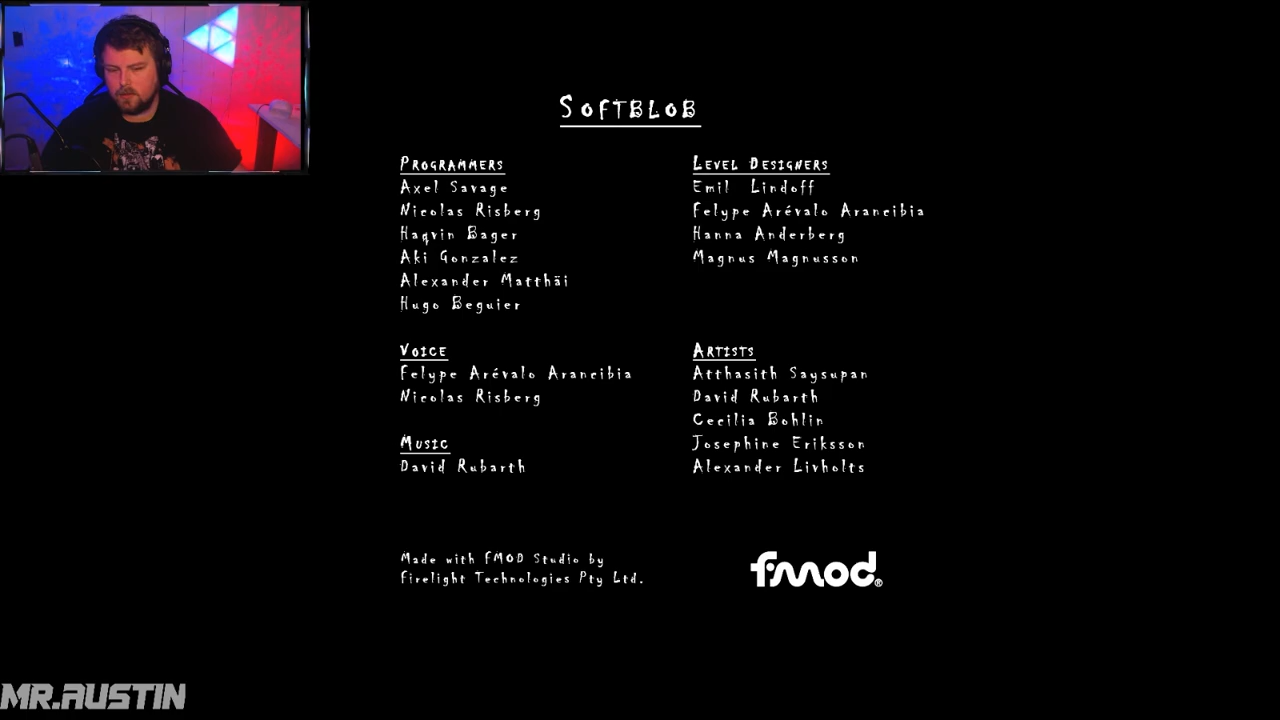 SOFTBLOB
PROGRAMMERS
Axel Savage
Nicolas Risberg
Haqvin Bager
Aki Gonzalez
Alexander Matthäi
Hugo Beguier
LEVEL DESIGNERS
Emil Lindoff
Felype Arévalo Arancibia
Hanna Anderberg
Magnus Magnusson
VOICE
Felype Arévalo Arancibia
Nicolas Risberg
MUSIC
David Rubarth
ARTISTS
Atthasith Saysupan
David Rubarth
Cecilia Bohlin
Josephine Eriksson
Alexander Livholts
Made with FMOD Studio by
Firelight Technologies Pty Ltd.
fmod®
MR.AUSTIN